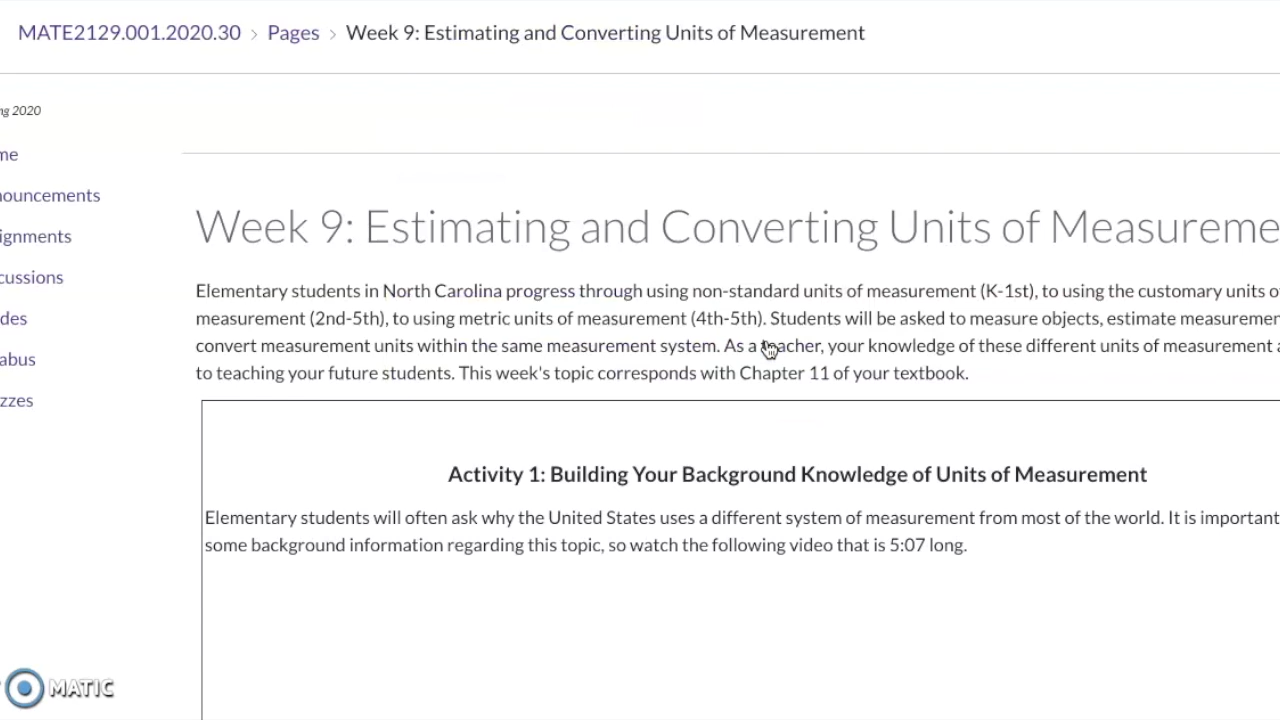 MATE2129.001.2020.30 > Pages > Week 9: Estimating and Converting Units of Measurement
ng 2020
me
nouncements
ignments
cussions
des
abus
zzes
Week 9: Estimating and Converting Units of Measureme
Elementary students in North Carolina progress through using non-standard units of measurement (K-1st), to using the customary units o
measurement (2nd-5th), to using metric units of measurement (4th-5th). Students will be asked to measure objects, estimate measuremen
convert measurement units within the same measurement system. As a teacher, your knowledge of these different units of measurement a
to teaching your future students. This week's topic corresponds with Chapter 11 of your textbook.
Activity 1: Building Your Background Knowledge of Units of Measurement
Elementary students will often ask why the United States uses a different system of measurement from most of the world. It is important
some background information regarding this topic, so watch the following video that is 5:07 long.
MATIC